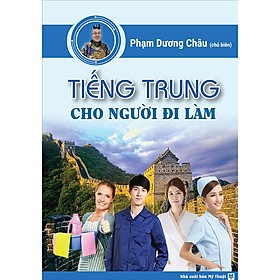 Phạm Dương Châu (chủ biên)
TIẾNG TRUNG
CHO NGƯỜI ĐI LÀM
Nhà xuất bản Mỹ Thuật